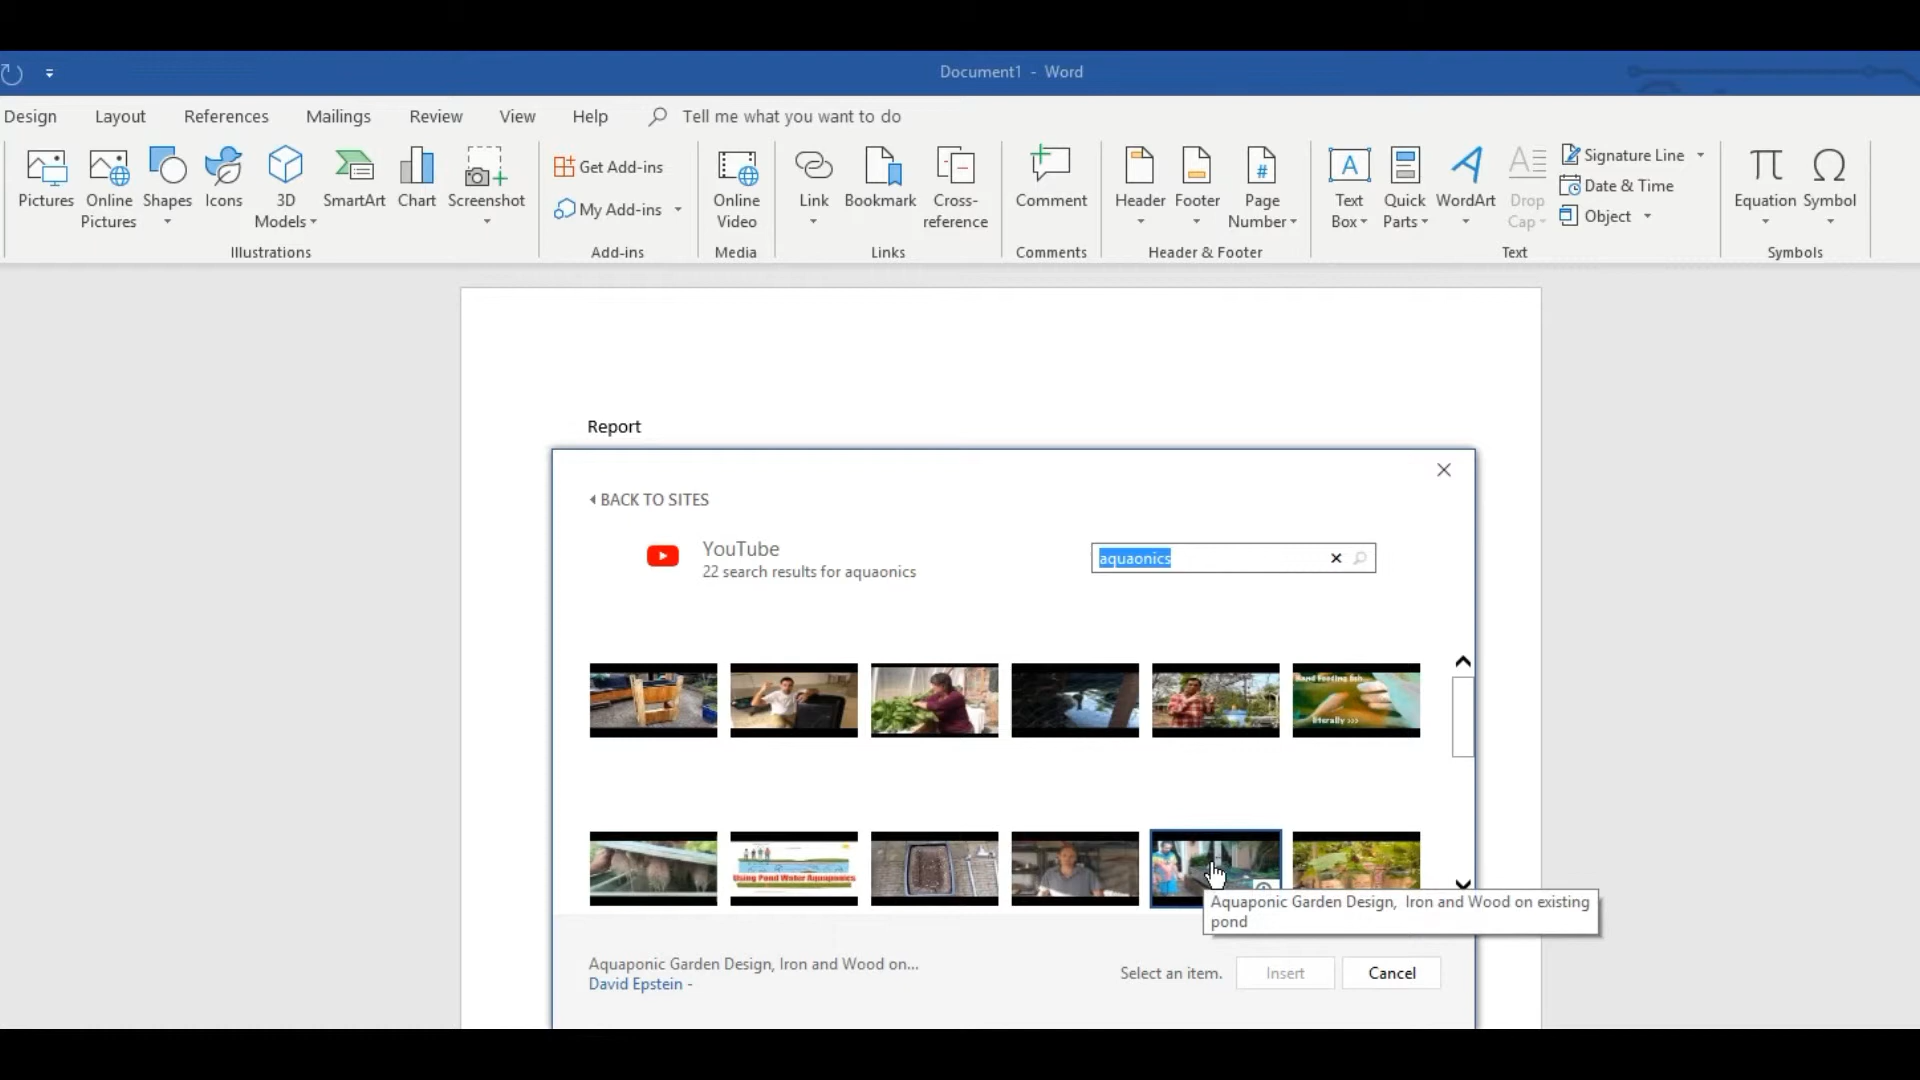 Document1 - Word
Design Layout References Mailings Review View Help Tell me what you want to do
Pictures
Online Pictures
Shapes
Icons
3D Models
SmartArt
Chart
Screenshot
Illustrations
Get Add-ins
My Add-ins
Add-ins
Online Video
Media
Link
Bookmark
Cross-reference
Links
Comment
Comments
Header
Footer
Page Number
Header & Footer
Text Box
Quick Parts
WordArt
Drop Cap
Signature Line
Date & Time
Object
Text
Equation
Symbol
Symbols
Report
BACK TO SITES
YouTube
22 search results for aquaonics
aquaonics
Hand feeding fish...
literally >>>
Using Pond Water Aquaponics
Aquaponic Garden Design, Iron and Wood on existing
pond
Aquaponic Garden Design, Iron and Wood on...
David Epstein -
Select an item.
Insert
Cancel